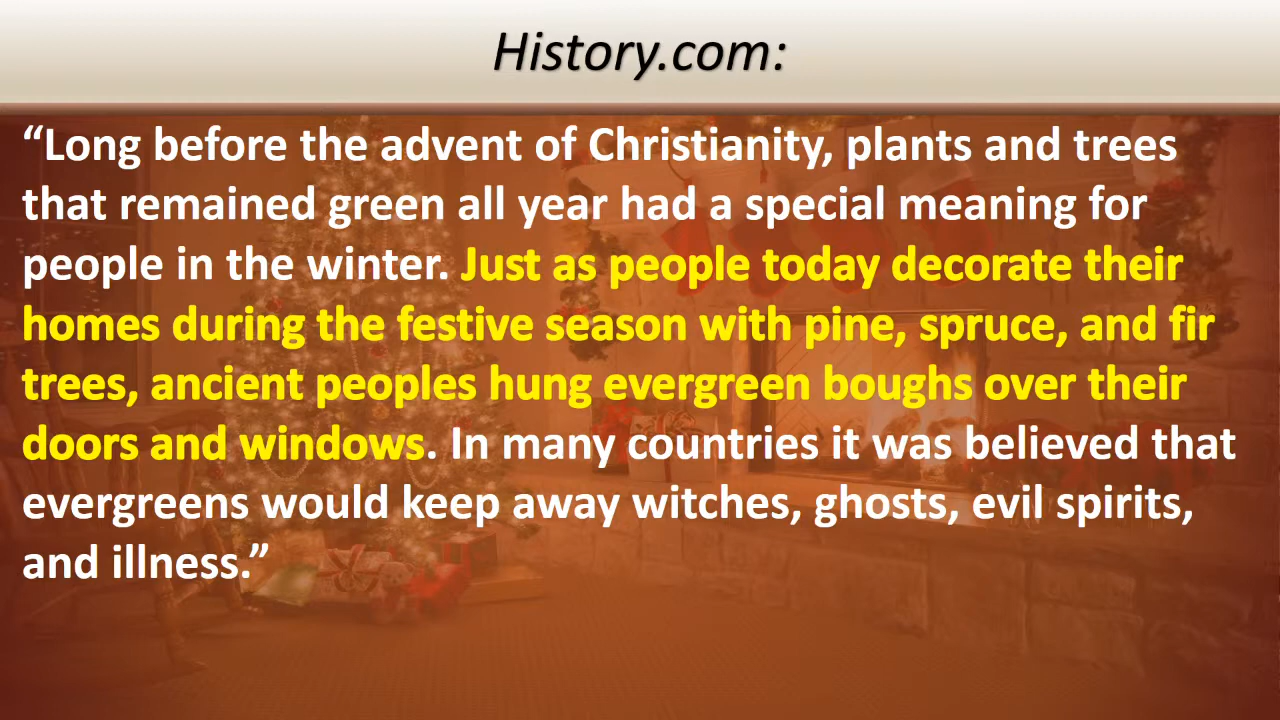 History.com:
“Long before the advent of Christianity, plants and trees
that remained green all year had a special meaning for
people in the winter. Just as people today decorate their
homes during the festive season with pine, spruce, and fir
trees, ancient peoples hung evergreen boughs over their
doors and windows. In many countries it was believed that
evergreens would keep away witches, ghosts, evil spirits,
and illness.”